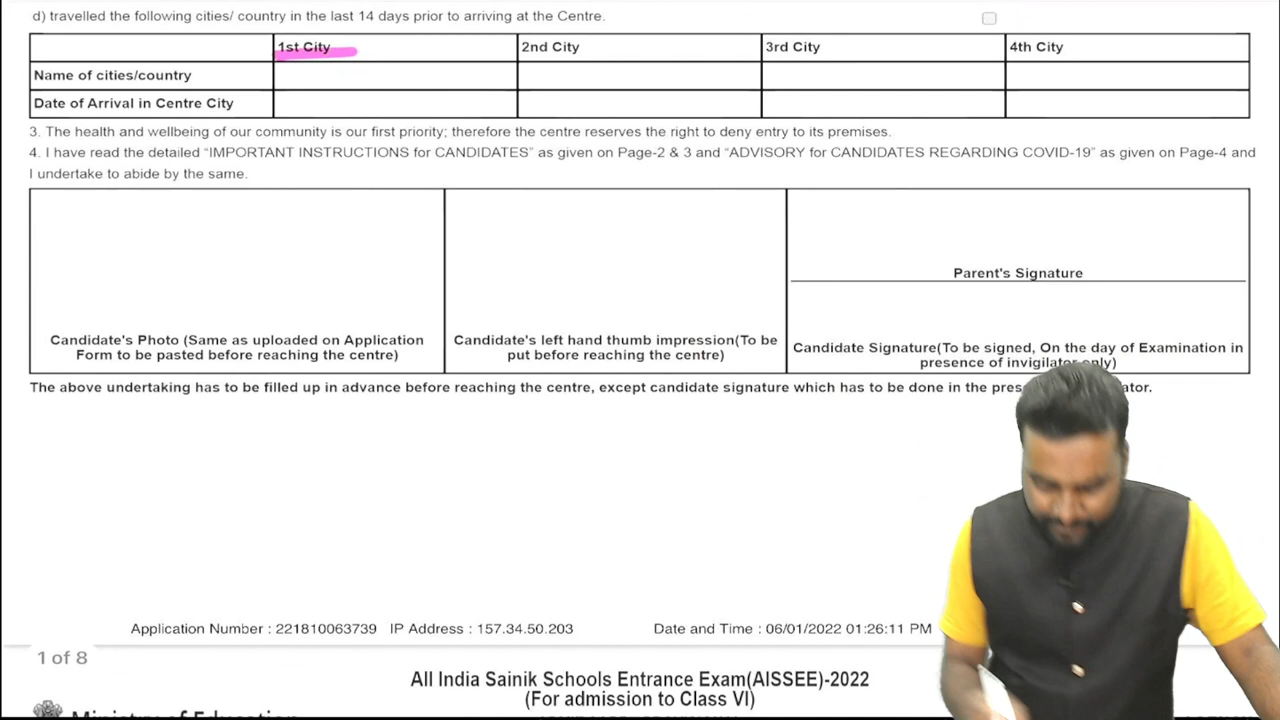 d) travelled the following cities/ country in the last 14 days prior to arriving at the Centre.
1st City 2nd City 3rd City 4th City
Name of cities/country
Date of Arrival in Centre City
3. The health and wellbeing of our community is our first priority; therefore the centre reserves the right to deny entry to its premises.
4. I have read the detailed “IMPORTANT INSTRUCTIONS for CANDIDATES” as given on Page-2 & 3 and “ADVISORY for CANDIDATES REGARDING COVID-19” as given on Page-4 and
I undertake to abide by the same.
Parent's Signature
Candidate's Photo (Same as uploaded on Application
Form to be pasted before reaching the centre)
Candidate's left hand thumb impression(To be
put before reaching the centre)
Candidate Signature(To be signed, On the day of Examination in
presence of invigilator only)
The above undertaking has to be filled up in advance before reaching the centre, except candidate signature which has to be done in the
Application Number : 221810063739 IP Address : 157.34.50.203 Date and Time : 06/01/2022 01:26:11 PM
1 of 8
All India Sainik Schools Entrance Exam(AISSEE)-2022
(For admission to Class VI)
Ministry of Education